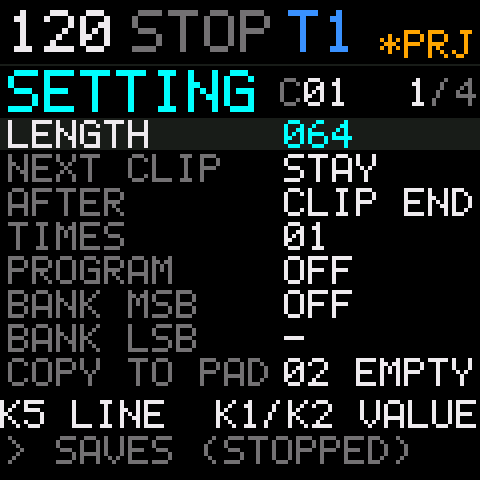 120 STOP T1 *PRJ
SETTING C01 1/4
LENGTH 064
NEXT CLIP STAY
AFTER CLIP END
TIMES 01
PROGRAM OFF
BANK MSB OFF
BANK LSB –
COPY TO PAD 02 EMPTY
K5 LINE K1/K2 VALUE
> SAVES (STOPPED)